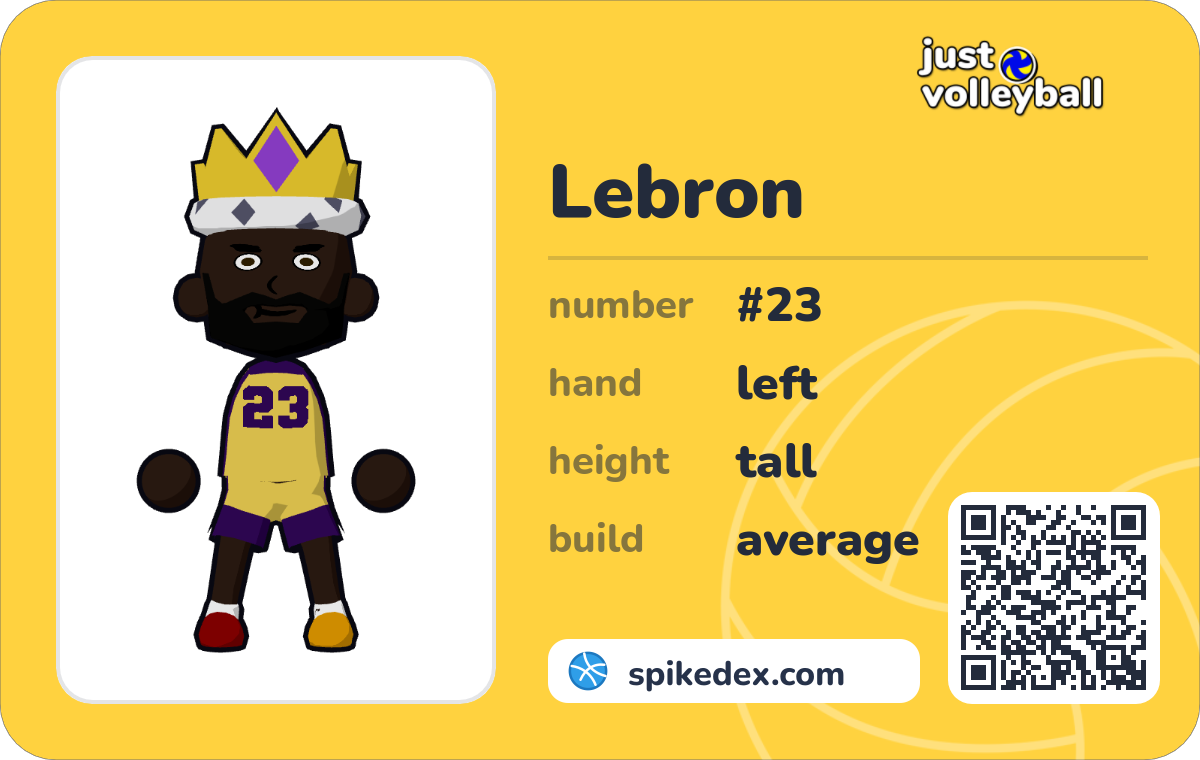 just
volleyball
Lebron
number #23
hand left
height tall
build average
23
spikedex.com